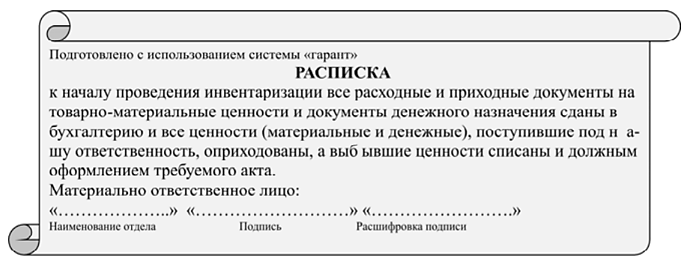 Подготовлено с использованием системы «гарант»
РАСПИСКА
к началу проведения инвентаризации все расходные и приходные документы на
товарно-материальные ценности и документы денежного назначения сданы в
бухгалтерию и все ценности (материальные и денежные), поступившие под н а-
шу ответственность, оприходованы, а выб ывшие ценности списаны и должным
оформлением требуемого акта.
Материально ответственное лицо:
«………………..» «……………………..» «…………………….»
Наименование отдела Подпись Расшифровка подписи